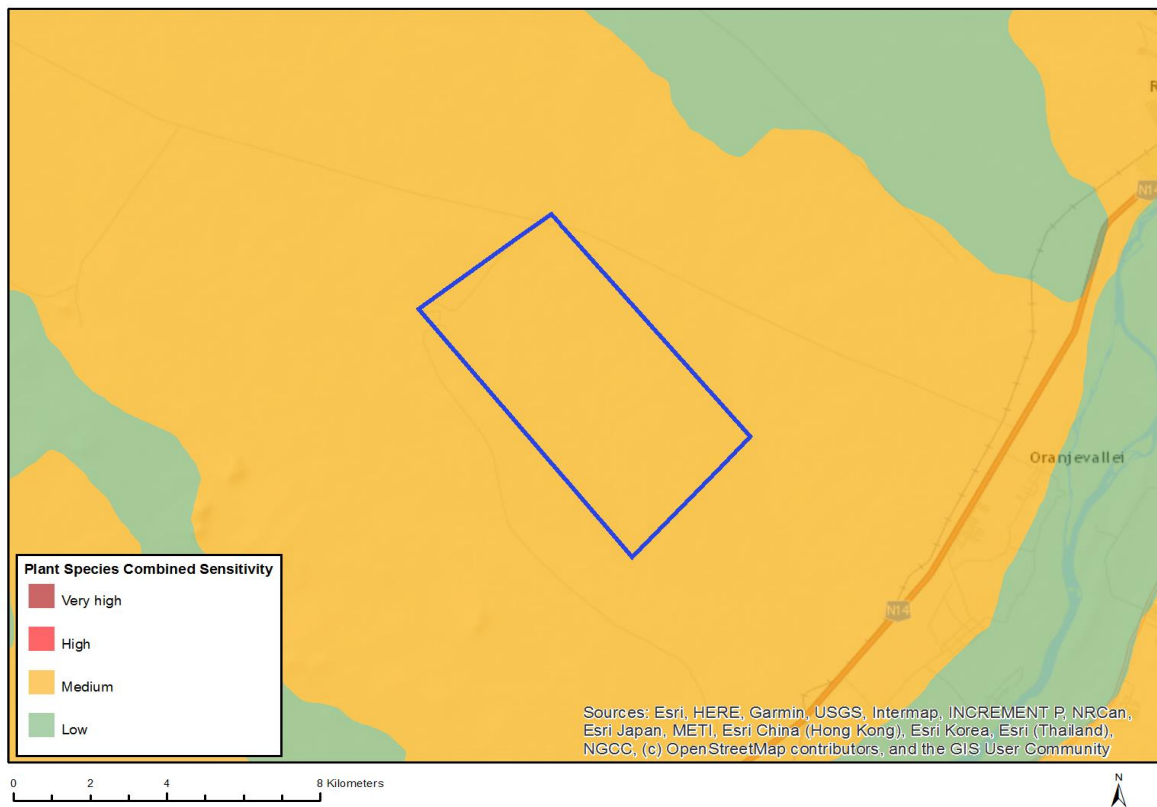 R
N14
Oranjevallei
N14
Plant Species Combined Sensitivity
Very high
High
Medium
Low
Sources: Esri, HERE, Garmin, USGS, Intermap, INCREMENT P, NRCan,
Esri Japan, METI, Esri China (Hong Kong), Esri Korea, Esri (Thailand),
NGCC, (c) OpenStreetMap contributors, and the GIS User Community
0 2 4 8 Kilometers
N